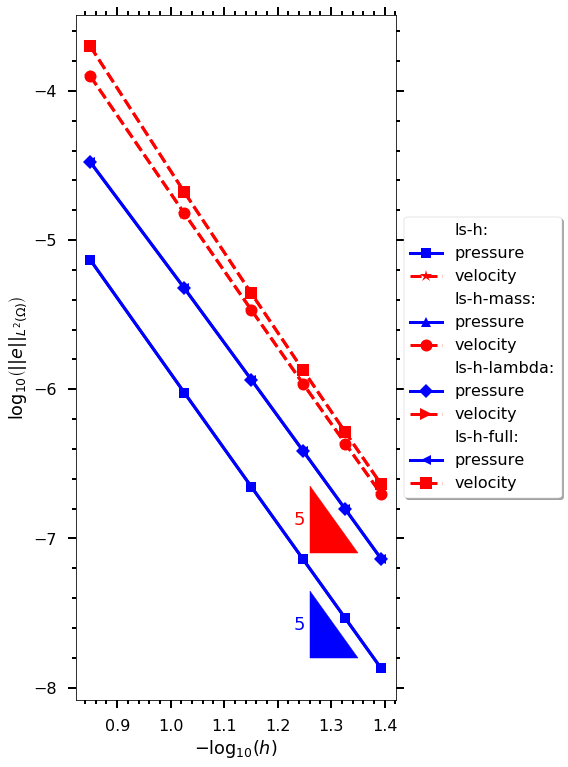 −4
−5
−6
−7
−8
log₁₀(||e||_{L²(Ω)})
5
5
0.9 1.0 1.1 1.2 1.3 1.4
−log₁₀(h)
ls-h:
pressure
velocity
ls-h-mass:
pressure
velocity
ls-h-lambda:
pressure
velocity
ls-h-full:
pressure
velocity